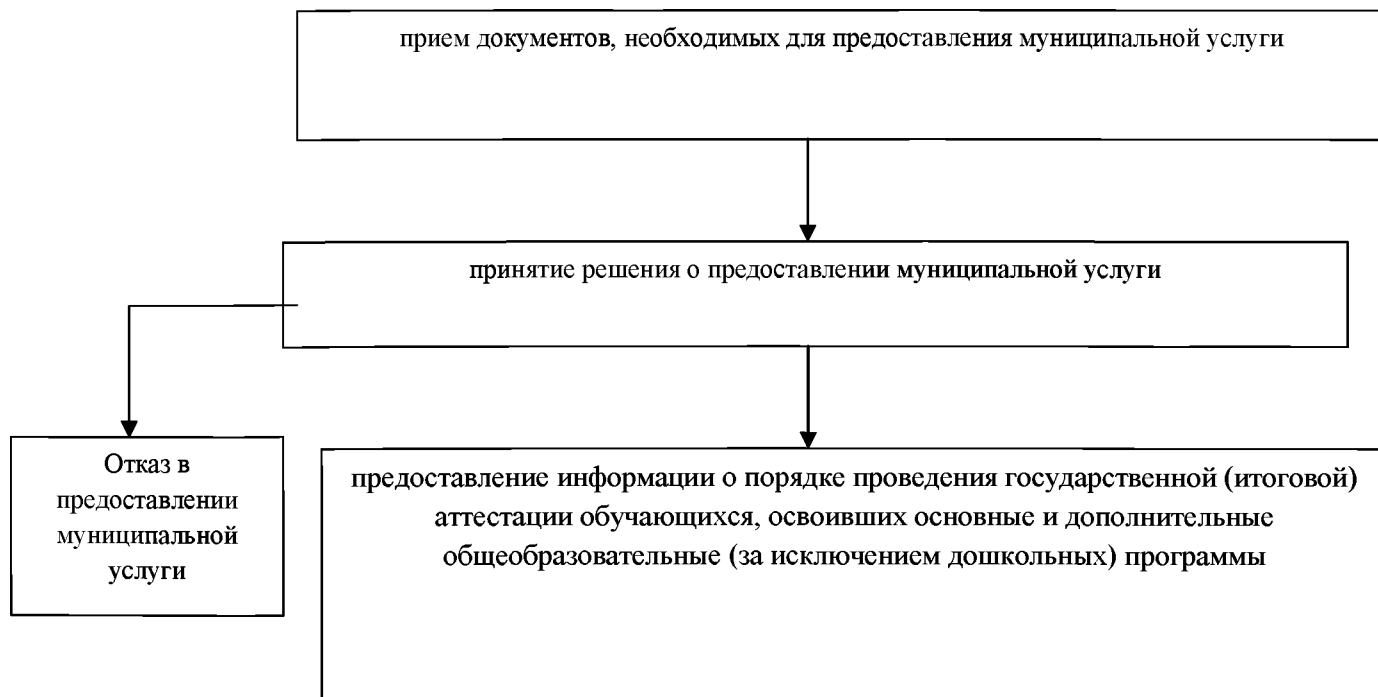 прием документов, необходимых для предоставления муниципальной услуги
принятие решения о предоставлении муниципальной услуги
Отказ в
предоставлении
муниципальной
услуги
предоставление информации о порядке проведения государственной (итоговой)
аттестации обучающихся, освоивших основные и дополнительные
общеобразовательные (за исключением дошкольных) программы